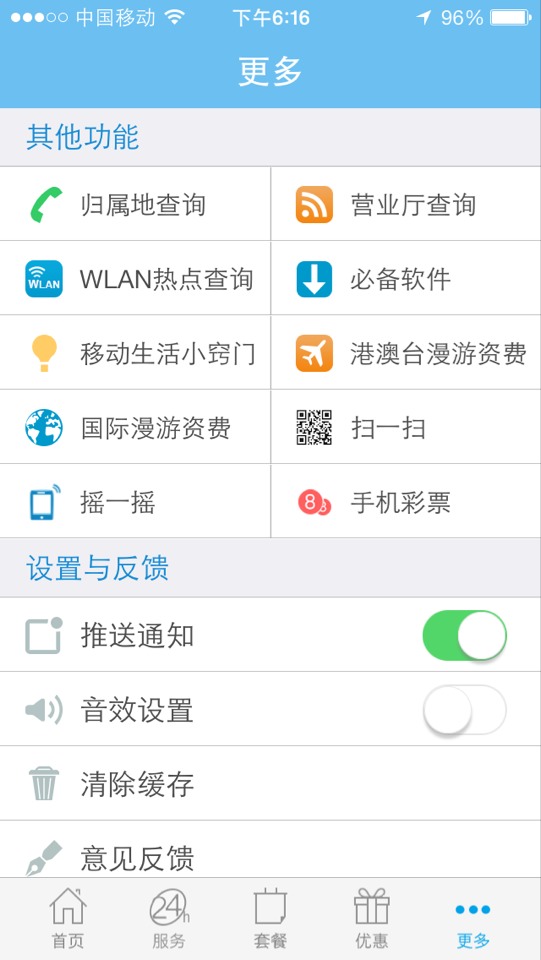 中国移动 下午6:16 96%
更多
其他功能
归属地查询 营业厅查询
WLAN WLAN热点查询 必备软件
移动生活小窍门 港澳台漫游资费
国际漫游资费 扫一扫
摇一摇 8 8 手机彩票
设置与反馈
推送通知
音效设置
清除缓存
意见反馈
24h
首页 服务 套餐 优惠 更多